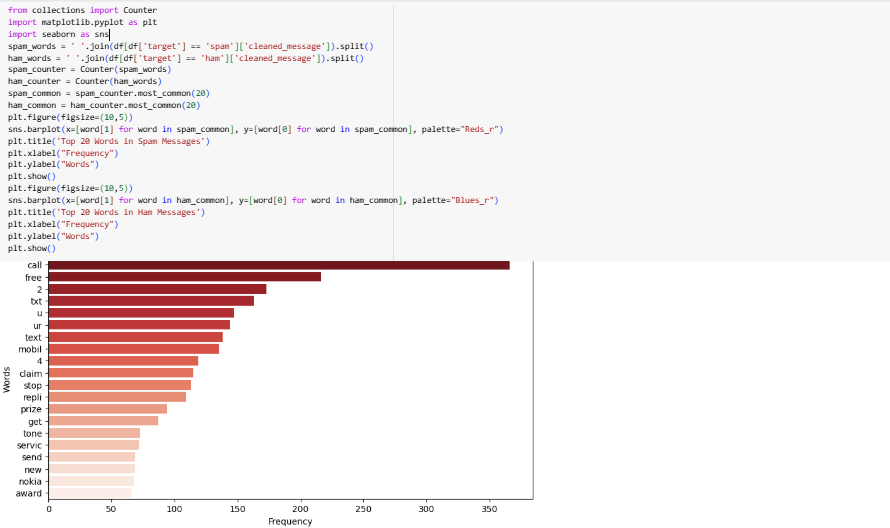 from collections import Counter
import matplotlib.pyplot as plt
import seaborn as sns
spam_words = ' '.join(df[df['target'] == 'spam']['cleaned_message']).split()
ham_words = ' '.join(df[df['target'] == 'ham']['cleaned_message']).split()
spam_counter = Counter(spam_words)
ham_counter = Counter(ham_words)
spam_common = spam_counter.most_common(20)
ham_common = ham_counter.most_common(20)
plt.figure(figsize=(10,5))
sns.barplot(x=[word[1] for word in spam_common], y=[word[0] for word in spam_common], palette="Reds_r")
plt.title('Top 20 Words in Spam Messages')
plt.xlabel("Frequency")
plt.ylabel("Words")
plt.show()
plt.figure(figsize=(10,5))
sns.barplot(x=[word[1] for word in ham_common], y=[word[0] for word in ham_common], palette="Blues_r")
plt.title('Top 20 Words in Ham Messages')
plt.xlabel("Frequency")
plt.ylabel("Words")
plt.show()
call
free
2
txt
u
ur
text
mobil
4
claim
stop
repli
prize
get
tone
servic
send
new
nokia
award
Words
0 50 100 150 200 250 300 350
Frequency